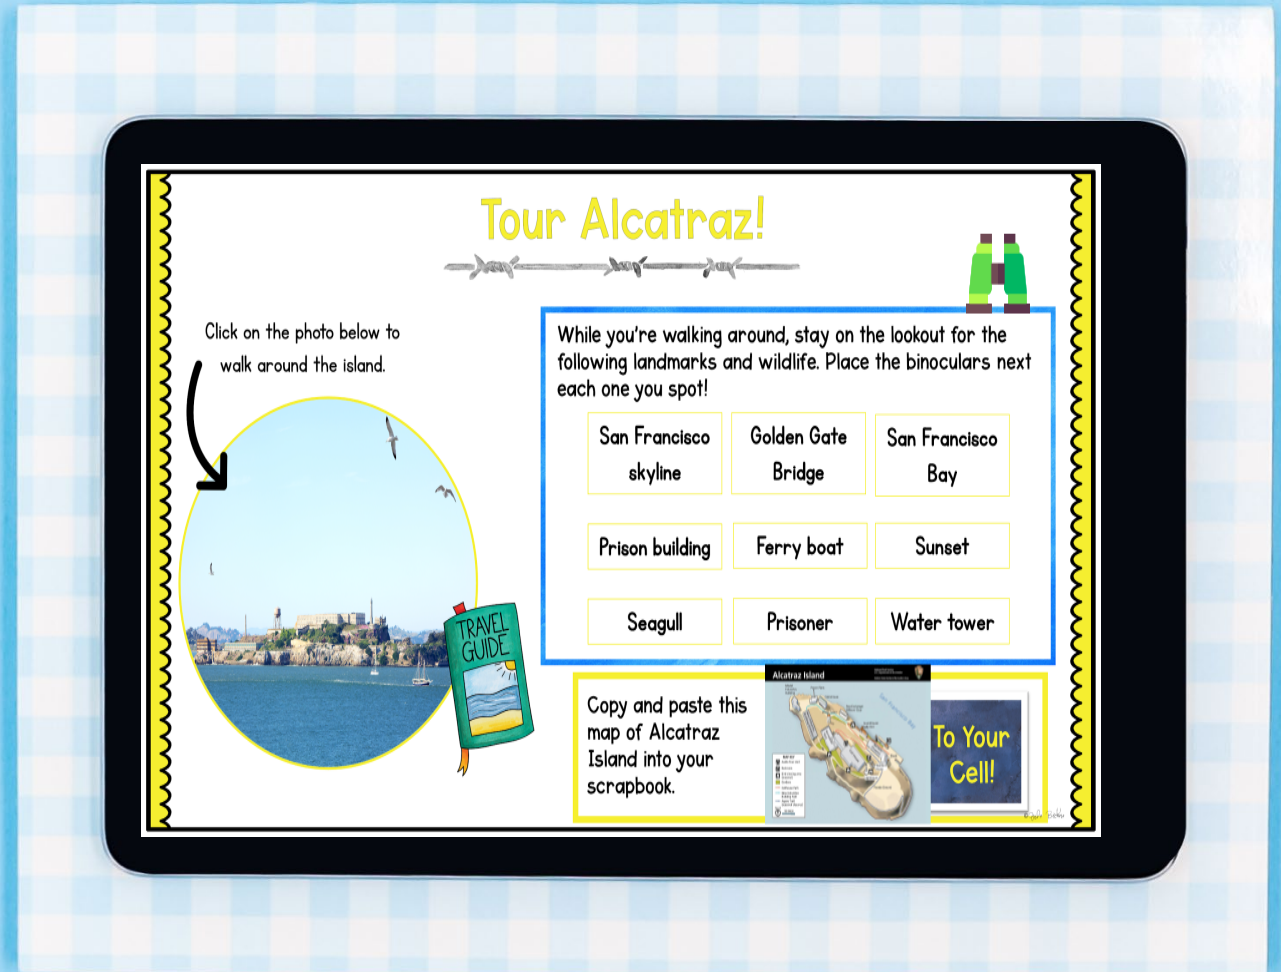 Tour Alcatraz!
Click on the photo below to
walk around the island.
While you're walking around, stay on the lookout for the
following landmarks and wildlife. Place the binoculars next
each one you spot!
San Francisco
skyline
Golden Gate
Bridge
San Francisco
Bay
Prison building
Ferry boat
Sunset
Seagull
Prisoner
Water tower
TRAVEL
GUIDE
Copy and paste this
map of Alcatraz
Island into your
scrapbook.
Alcatraz Island
San Francisco Bay
To Your
Cell!